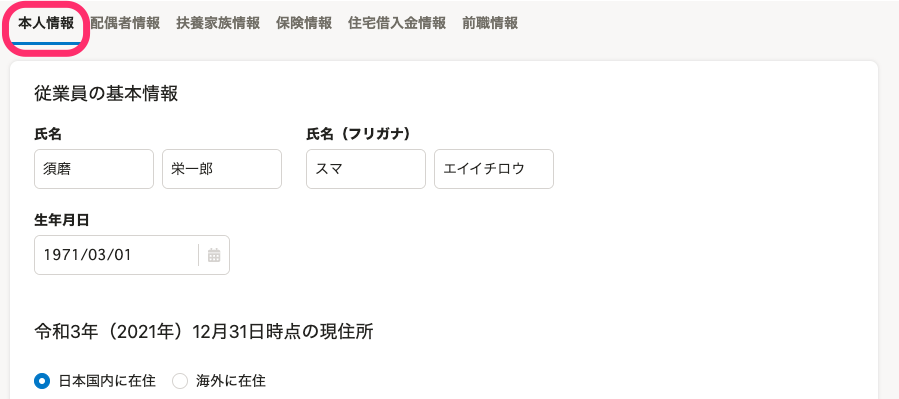 本人情報 配偶者情報 扶養家族情報 保険情報 住宅借入金情報 前職情報
従業員の基本情報
氏名 氏名（フリガナ）
須磨 栄一郎 スマ エイイチロウ
生年月日
1971/03/01
令和3年（2021年）12月31日時点の現住所
日本国内に在住 海外に在住